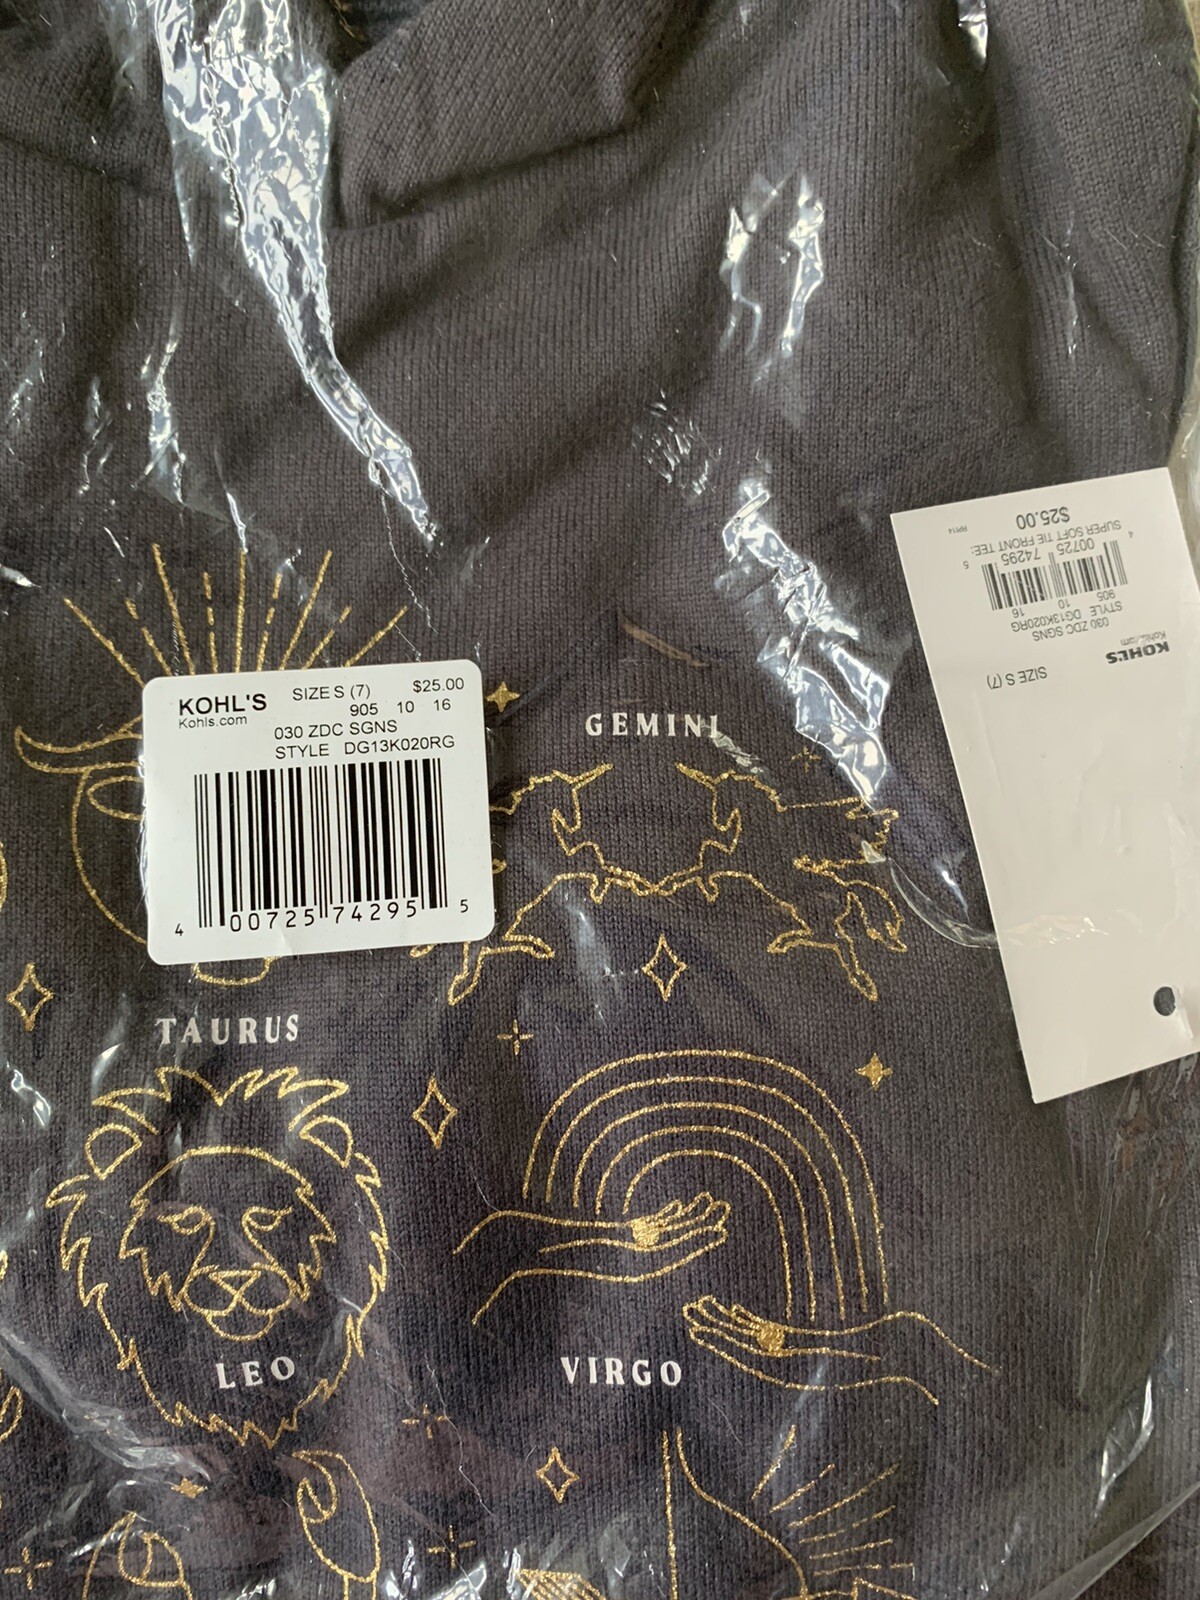 KOHL'S SIZE S (7) $25.00
Kohls.com 905 10 16
030 ZDC SGNS
STYLE DG13K020RG
4 00725 74295 5
GEMINI
TAURUS
LEO
VIRGO
KOHL'S
Kohls.com
SIZE S (7)
030 ZDC SGNS
STYLE DG13K020RG
905 10 16
4 00725 74295 5
SUPER SOFT TIE FRONT TEE:
$25.00
RP114